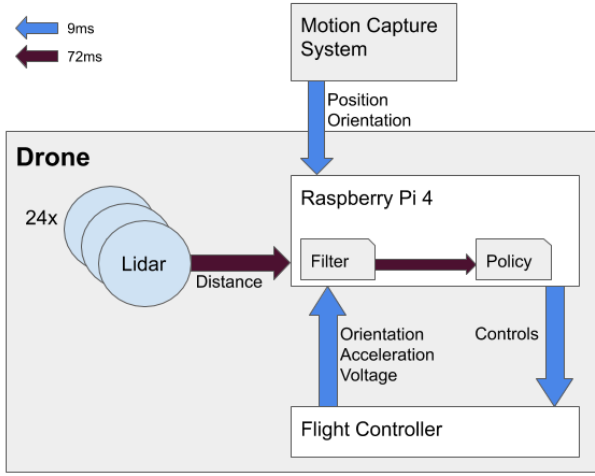 9ms
72ms
Motion Capture
System
Position
Orientation
Drone
24x
Lidar
Distance
Raspberry Pi 4
Filter
Policy
Orientation
Acceleration
Voltage
Controls
Flight Controller